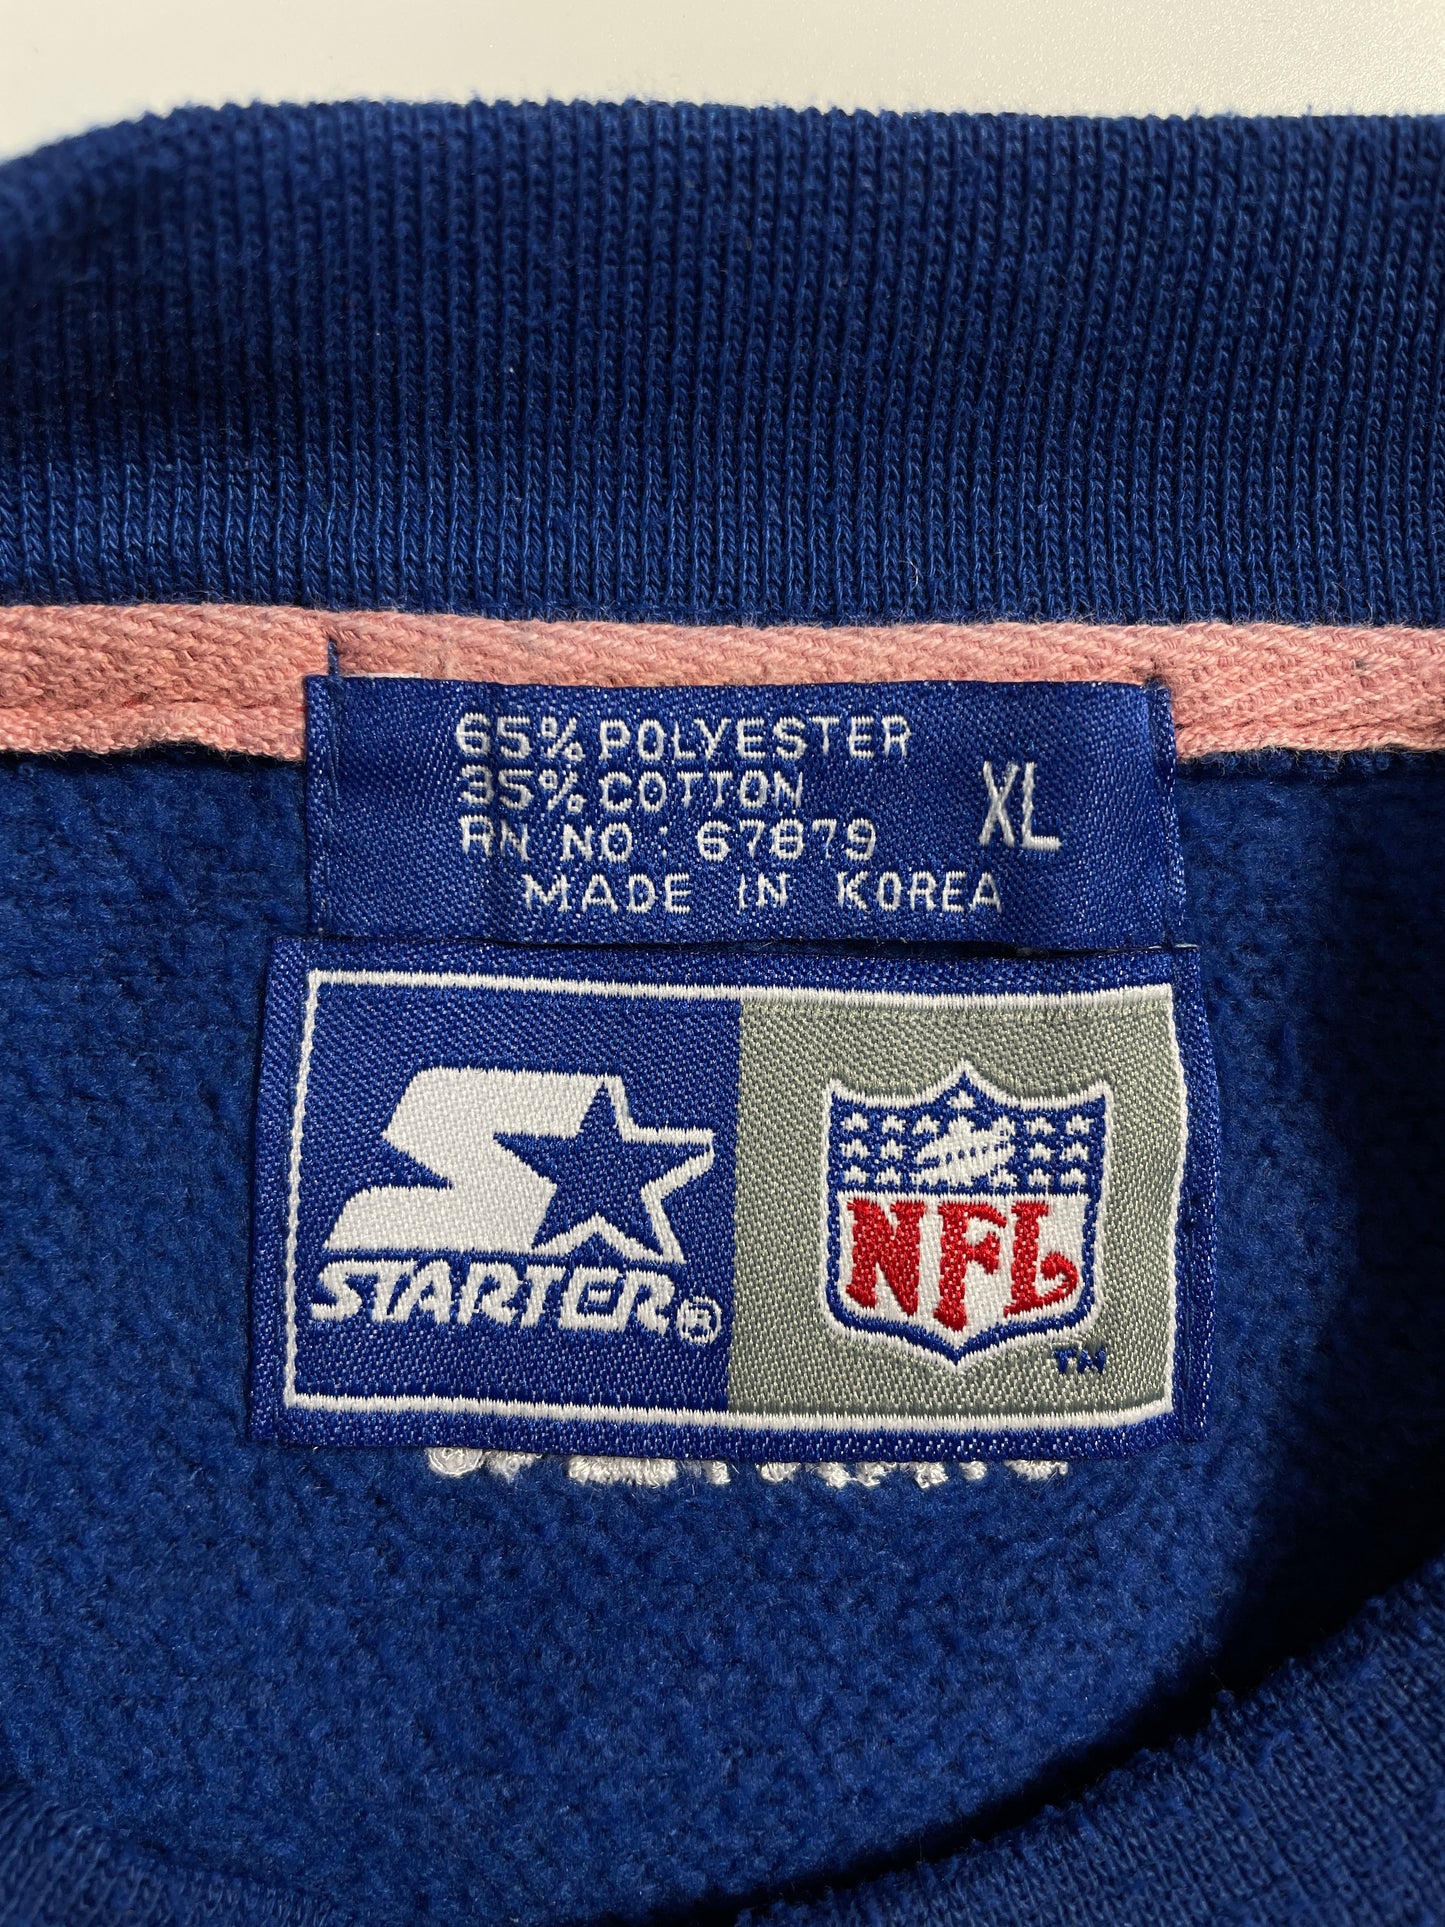 65% POLYESTER
35% COTTON
RN NO : 67879
XL
MADE IN KOREA
STARTER®
NFL
TM